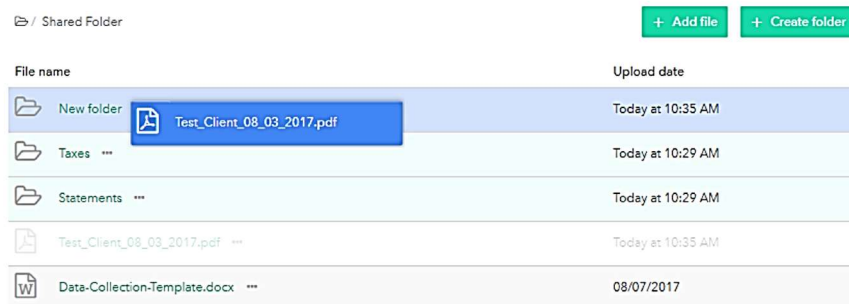 / Shared Folder
+ Add file
+ Create folder
File name Upload date
New folder Today at 10:35 AM
Test_Client_08_03_2017.pdf
Taxes ••• Today at 10:29 AM
Statements ••• Today at 10:29 AM
Test_Client_08_03_2017.pdf ••• Today at 10:35 AM
W Data-Collection-Template.docx ••• 08/07/2017